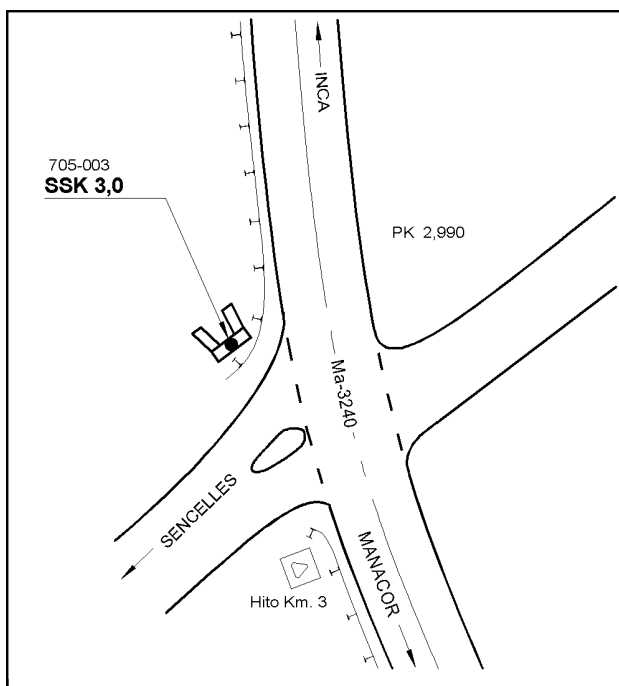 INCA
705-003
SSK 3,0
PK 2,990
Ma-3240
SENCELLES
MANACOR
Hito Km. 3